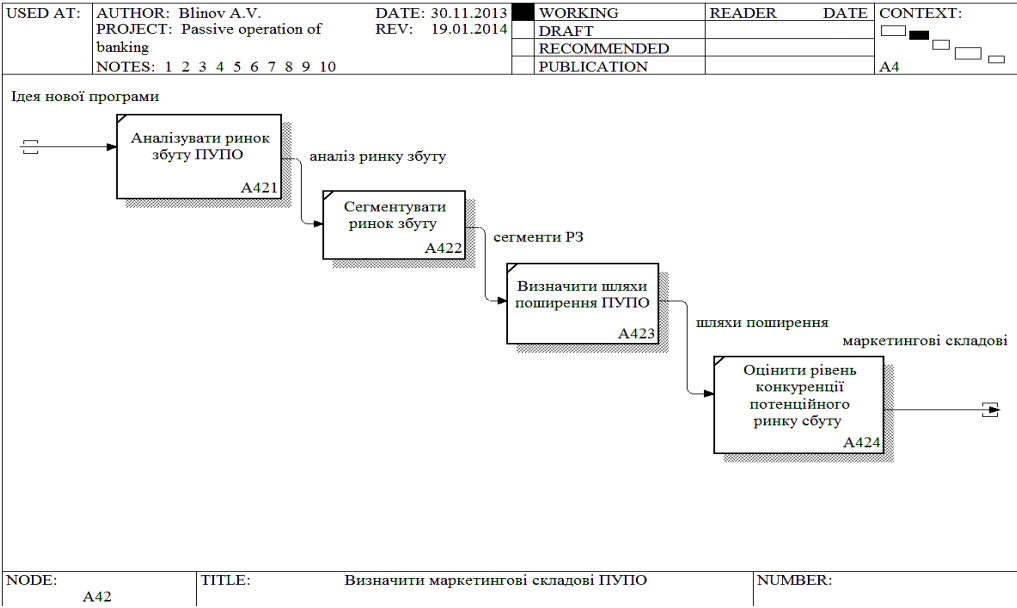 USED AT:
AUTHOR: Blinov A.V.
DATE: 30.11.2013
PROJECT: Passive operation of
banking
REV: 19.01.2014
NOTES: 1 2 3 4 5 6 7 8 9 10
WORKING
DRAFT
RECOMMENDED
PUBLICATION
READER DATE
CONTEXT:
A4
Ідея нової програми
Аналізувати ринок
збуту ПУПО
A421
аналіз ринку збуту
Сегментувати
ринок збуту
A422
сегменти РЗ
Визначити шляхи
поширення ПУПО
A423
шляхи поширення
маркетингові складові
Оцінити рівень
конкуренції
потенційного
ринку сбуту
A424
NODE:
A42
TITLE:
Визначити маркетингові складові ПУПО
NUMBER: